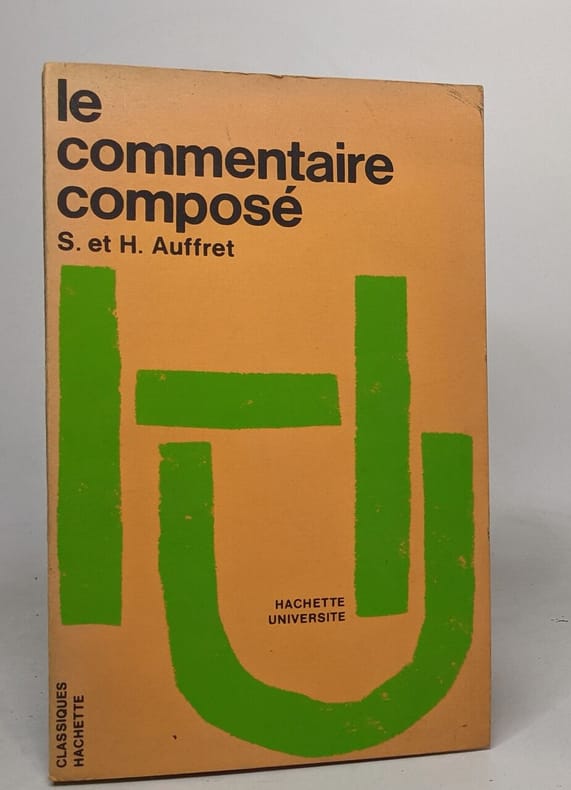 le
commentaire
composé
S. et H. Auffret
HACHETTE
UNIVERSITE
CLASSIQUES
HACHETTE